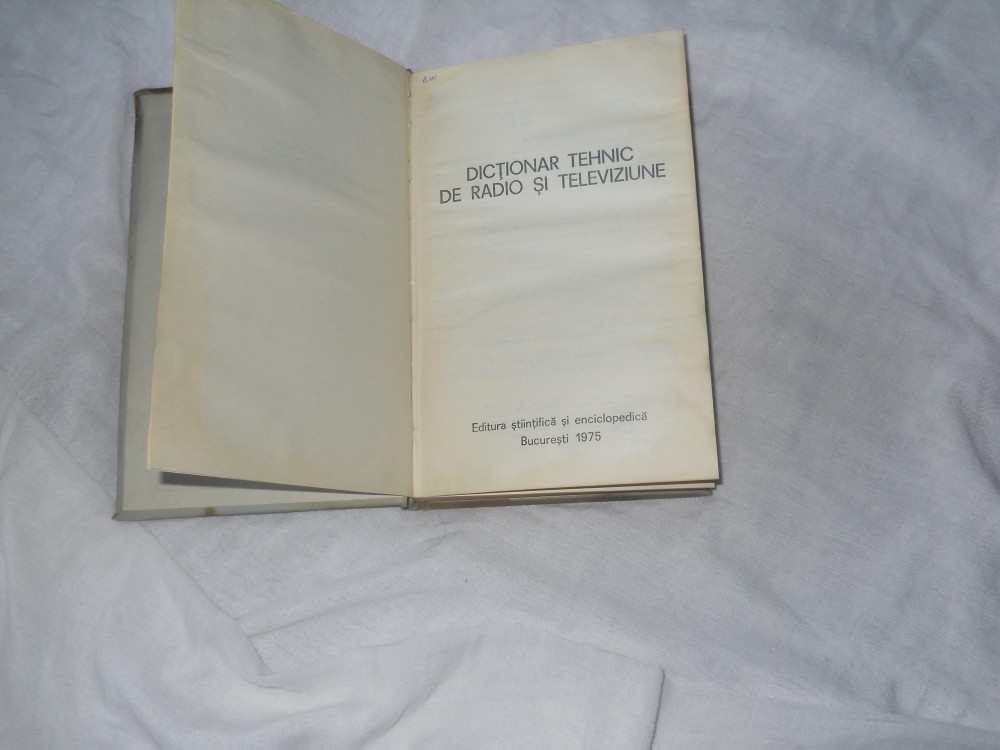 DICȚIONAR TEHNIC
DE RADIO ȘI TELEVIZIUNE
Editura științifică și enciclopedică
București 1975